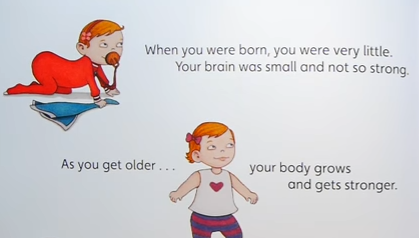 When you were born, you were very little.
Your brain was small and not so strong.
As you get older . . .
your body grows
and gets stronger.